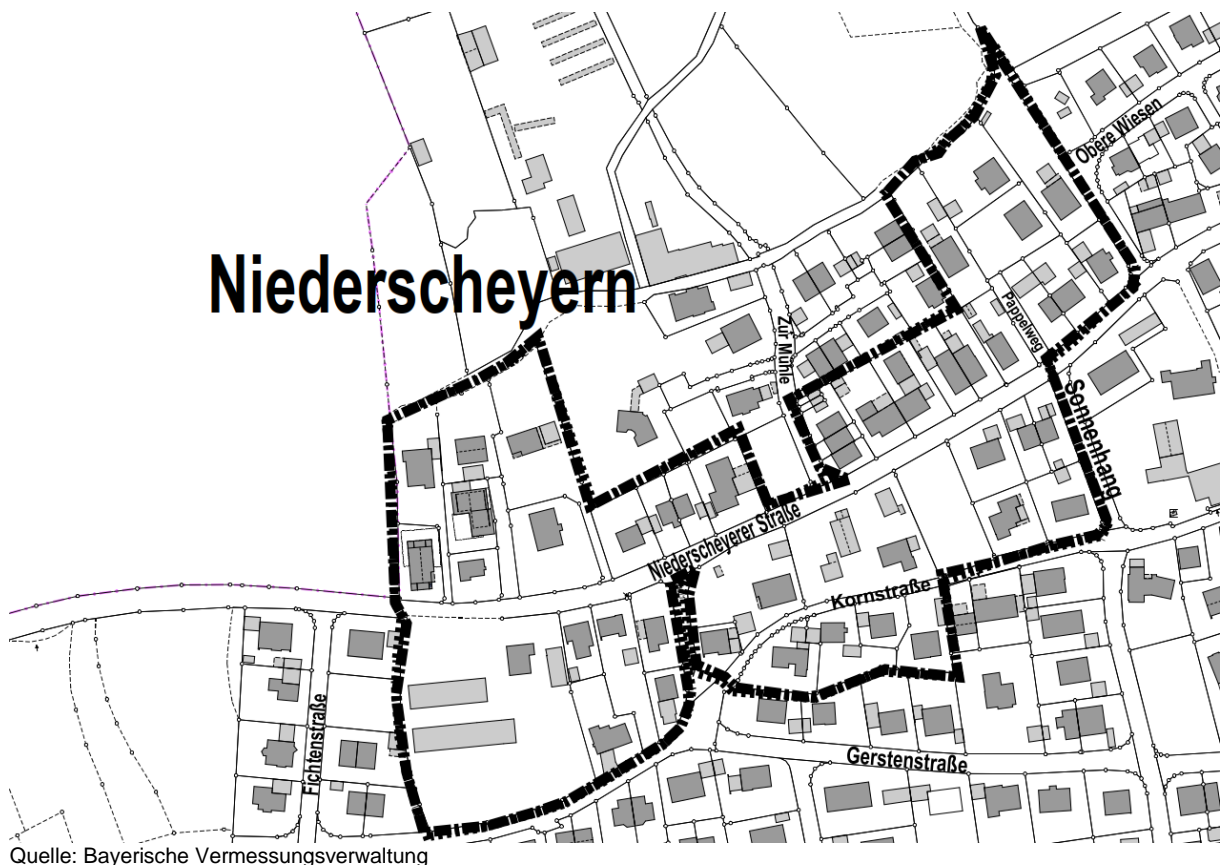 Niederscheyern
Obere Wiesen
Pappelweg
Zur Mühle
Sonnenhang
Niederscheyerer Straße
Kornstraße
Fichtenstraße
Gerstenstraße
Quelle: Bayerische Vermessungsverwaltung